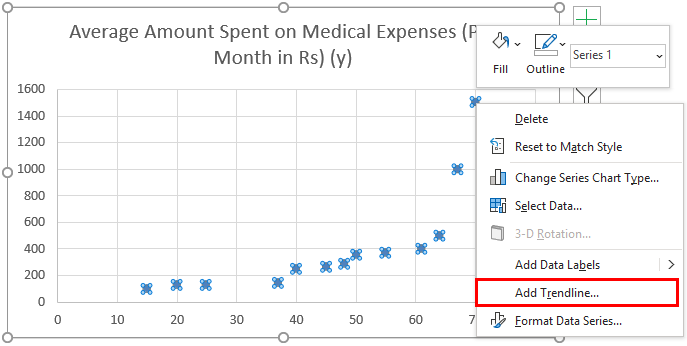 Average Amount Spent on Medical Expenses (P
Month in Rs) (y)
Fill
Outline
Series 1
1600
1400
1200
1000
800
600
400
200
0
0
10
20
30
40
50
60
7
Delete
Reset to Match Style
Change Series Chart Type...
Select Data...
3-D Rotation...
Add Data Labels
Add Trendline...
Format Data Series...